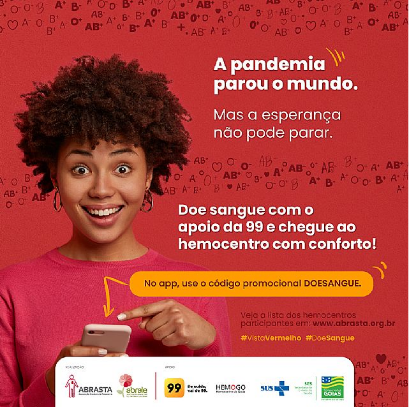 A pandemia
parou o mundo.
Mas a esperança
não pode parar.
Doe sangue com o
apoio da 99 e chegue ao
hemocentro com conforto!
No app, use o código promocional DOESANGUE.
Veja a lista dos hemocentros
participantes em: www.abrasta.org.br
#VistaVermelho #DoeSangue
ABRASTA
abrale
99
HEMOGO
SUS
GOIÁS